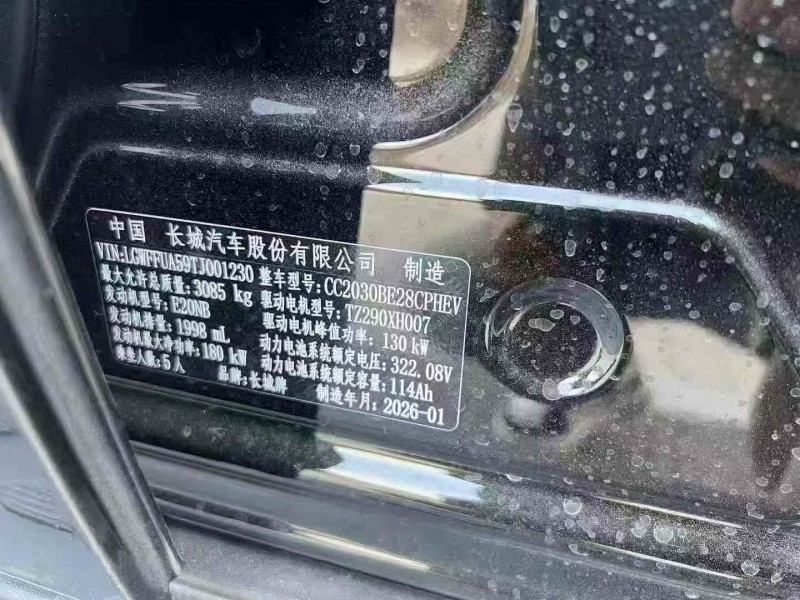 中国 长城汽车股份有限公司 制造
VIN:LGWFFUA59TJ001230 整车型号:CC2030BE28CPHEV
最大允许总质量:3085 kg 驱动电机型号:TZ290XH007
发动机型号:E20NB 驱动电机峰值功率:130 kW
发动机排量:1998 mL 动力电池系统额定电压:322.08V
发动机最大净功率:180 kW 动力电池系统额定容量:114Ah
乘坐人数:5人 品牌:长城牌 制造年月:2026-01